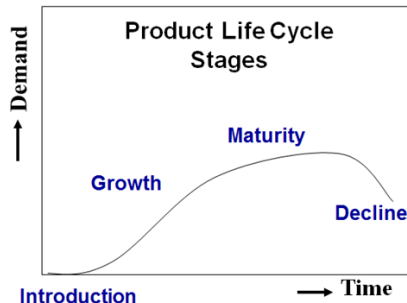 Product Life Cycle
Stages
Demand
Maturity
Growth
Decline
Introduction
Time